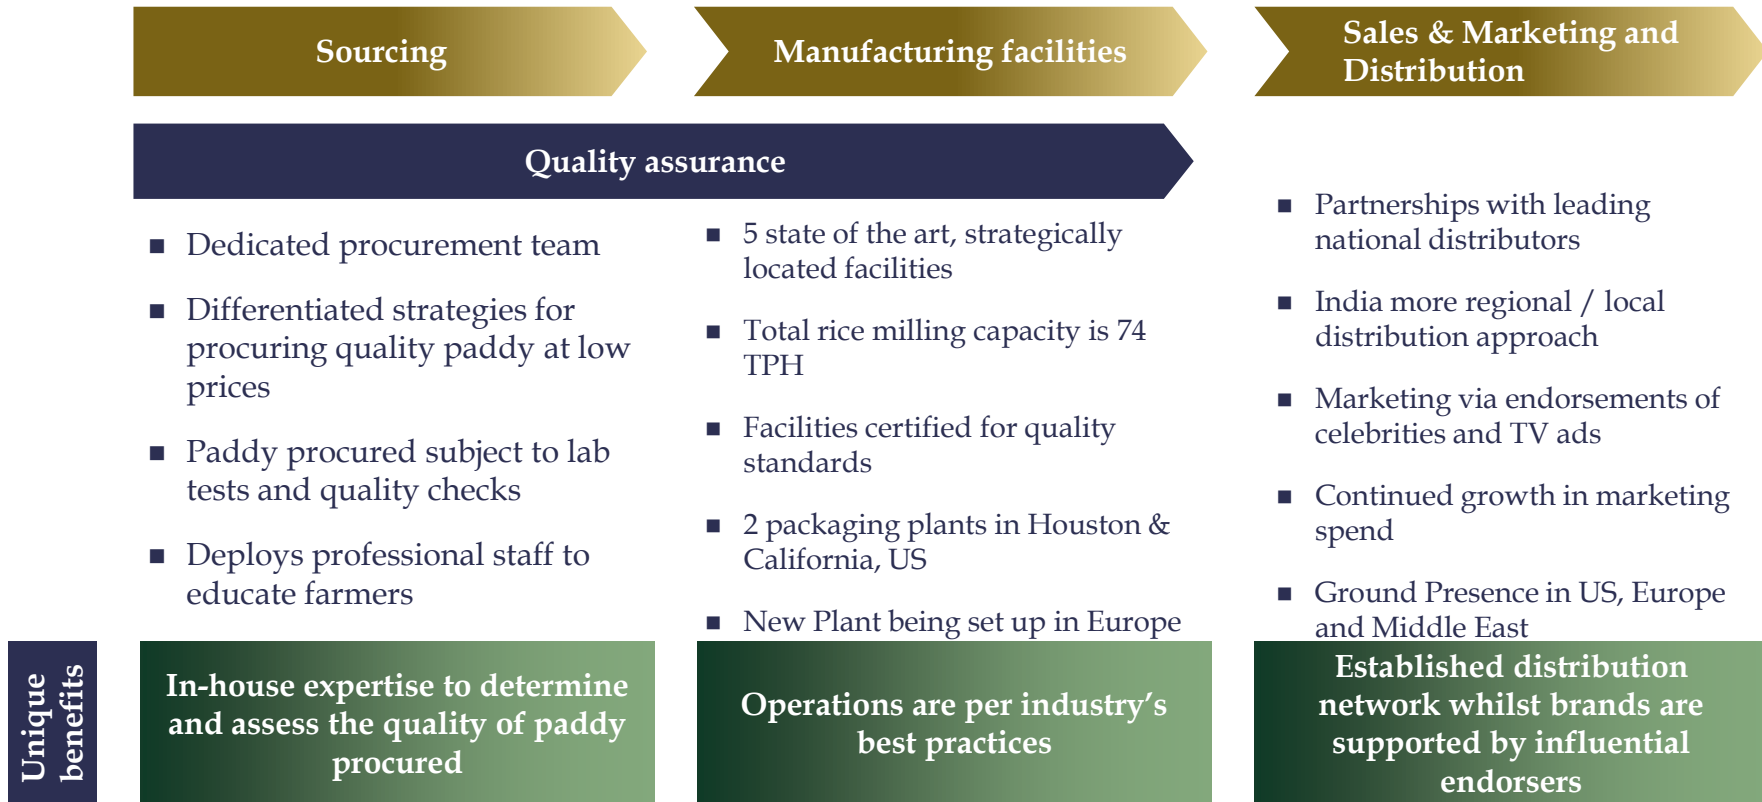 Sourcing
Manufacturing facilities
Sales & Marketing and
Distribution
Quality assurance
■ Dedicated procurement team
■ Differentiated strategies for
procuring quality paddy at low
prices
■ Paddy procured subject to lab
tests and quality checks
■ Deploys professional staff to
educate farmers
■ 5 state of the art, strategically
located facilities
■ Total rice milling capacity is 74
TPH
■ Facilities certified for quality
standards
■ 2 packaging plants in Houston &
California, US
■ New Plant being set up in Europe
■ Partnerships with leading
national distributors
■ India more regional / local
distribution approach
■ Marketing via endorsements of
celebrities and TV ads
■ Continued growth in marketing
spend
■ Ground Presence in US, Europe
and Middle East
Unique
benefits
In-house expertise to determine
and assess the quality of paddy
procured
Operations are per industry’s
best practices
Established distribution
network whilst brands are
supported by influential
endorsers